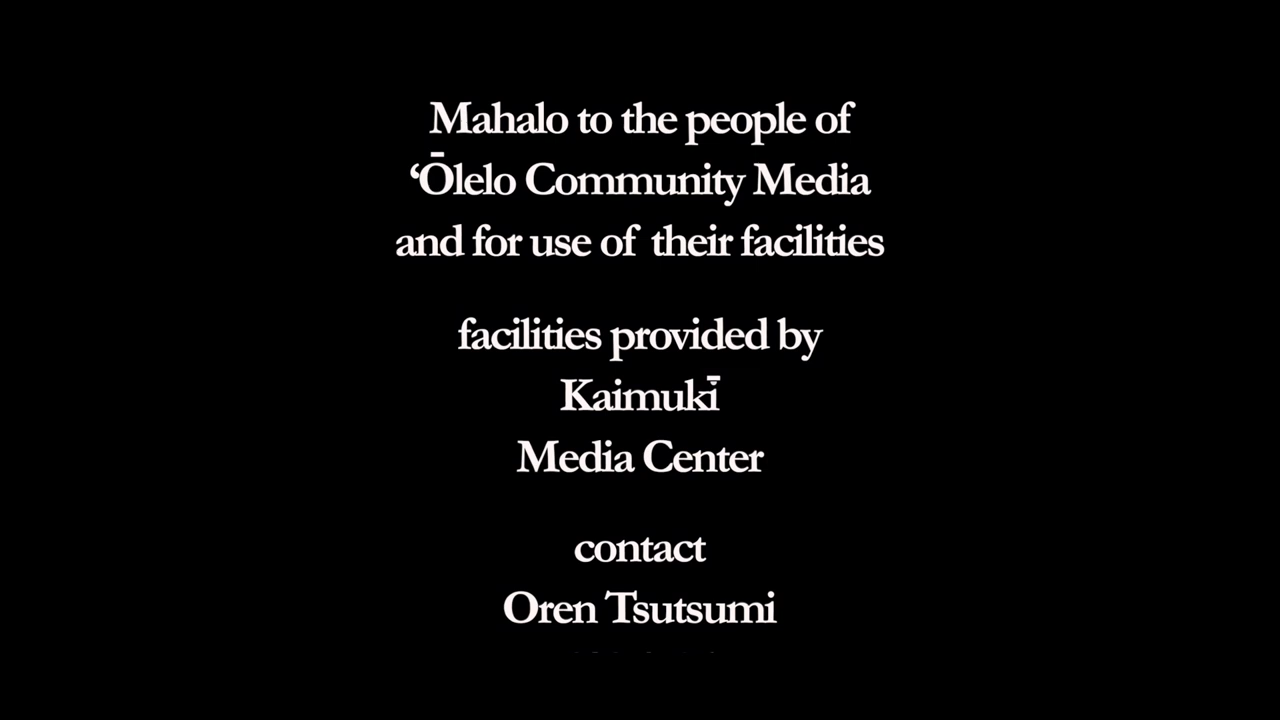 Mahalo to the people of
‘Ōlelo Community Media
and for use of their facilities
facilities provided by
Kaimukī
Media Center
contact
Oren Tsutsumi